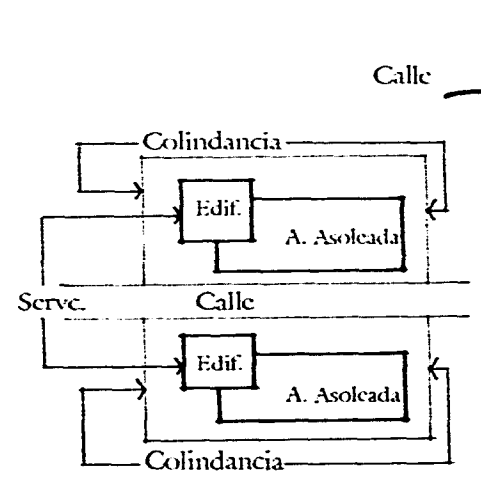 Calle
Colindancia
Edif.
A. Asoleada
Servc.
Calle
Edif.
A. Asoleada
Colindancia